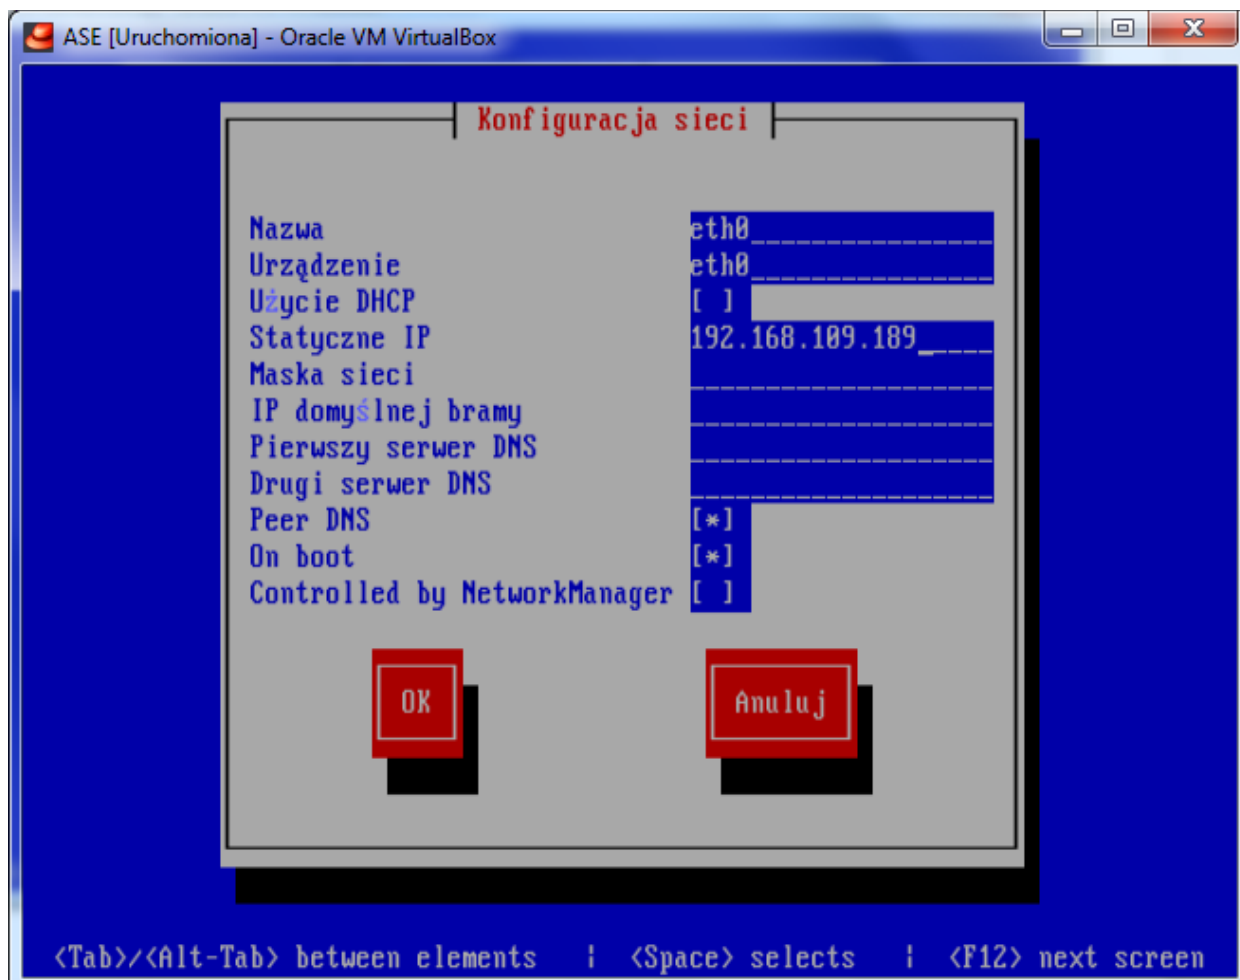 ASE [Uruchomiona] - Oracle VM VirtualBox
Konfiguracja sieci
Nazwa eth0
Urządzenie eth0
Użycie DHCP [ ]
Statyczne IP 192.168.109.189
Maska sieci
IP domyślnej bramy
Pierwszy serwer DNS
Drugi serwer DNS
Peer DNS [*]
On boot [*]
Controlled by NetworkManager [ ]
OK Anuluj
<Tab>/<Alt-Tab> between elements | <Space> selects | <F12> next screen